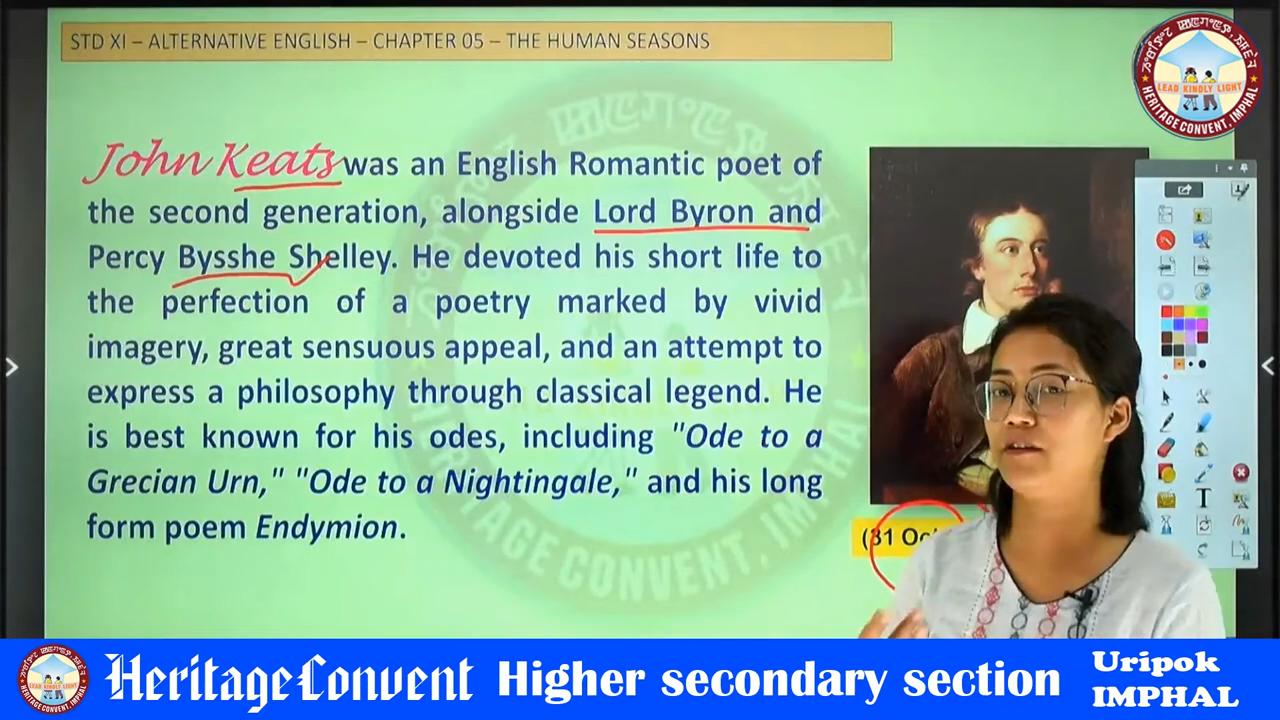 STD XI – ALTERNATIVE ENGLISH – CHAPTER 05 – THE HUMAN SEASONS
LEAD KINDLY LIGHT
HERITAGE CONVENT, IMPHAL
John Keats was an English Romantic poet of
the second generation, alongside Lord Byron and
Percy Bysshe Shelley. He devoted his short life to
the perfection of a poetry marked by vivid
imagery, great sensuous appeal, and an attempt to
express a philosophy through classical legend. He
is best known for his odes, including "Ode to a
Grecian Urn," "Ode to a Nightingale," and his long
form poem Endymion.
(31 Oct
HERITAGE CONVENT, IMPHAL
Heritage Convent Higher secondary section
Uripok
IMPHAL